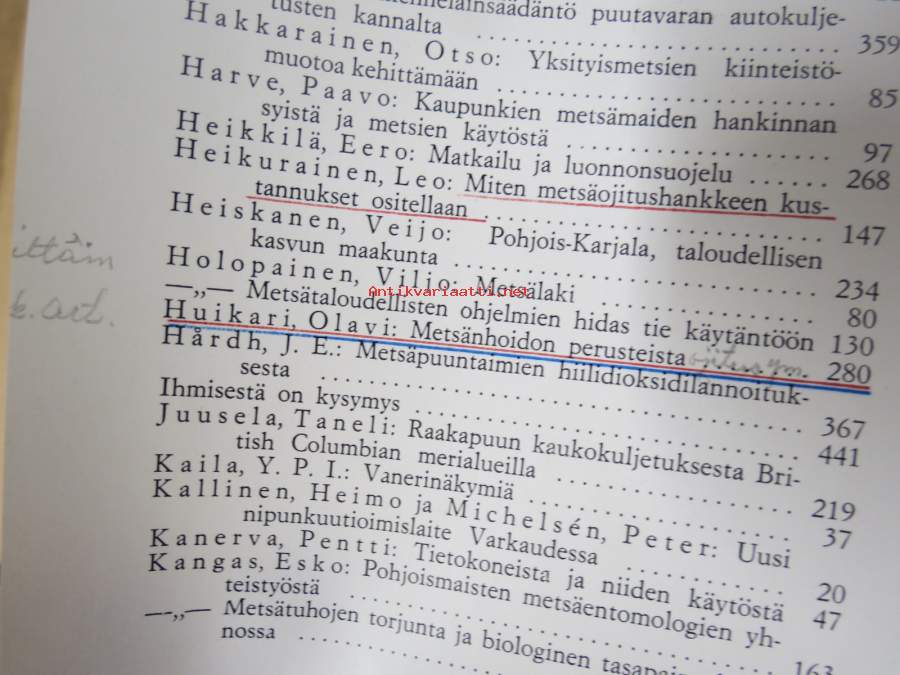 puutavaran autokulje-
tusten kannalta .......... 359
Hakkarainen, Otso: Yksityismetsien kiinteistö-
muotoa kehittämään .......... 85
Harve, Paavo: Kaupunkien metsämaiden hankinnan
syistä ja metsien käytöstä .......... 97
Heikkilä, Eero: Matkailu ja luonnonsuojelu ...... 268
Heikurainen, Leo: Miten metsäojitushankkeen kus-
tannukset ositellaan .......... 147
Heiskanen, Veijo: Pohjois-Karjala, taloudellisen
kasvun maakunta .......... 234
Holopainen, Viljo: Metsälaki .......... 80
Antikvariaatti.net
—„— Metsätaloudellisten ohjelmien hidas tie käytäntöön 130
Huikari, Olavi: Metsänhoidon perusteista 280
Hårdh, J. E.: Metsäpuuntaimien hiilidioksidilannoituk-
sesta .......... 367
Ihmisestä on kysymys .......... 441
Juusela, Taneli: Raakapuun kaukokuljetuksesta Bri-
tish Columbian merialueilla .......... 219
Kaila, Y. P. I.: Vanerinäkymiä .......... 37
Kallinen, Heimo ja Michelsén, Peter: Uusi
nipunkuutioimislaite Varkaudessa .......... 20
Kanerva, Pentti: Tietokoneista ja niiden käytöstä 47
Kangas, Esko: Pohjoismaisten metsäentomologien yh-
teistyöstä .......... 163
—„— Metsätuhojen torjunta ja biologinen
nossa ..........